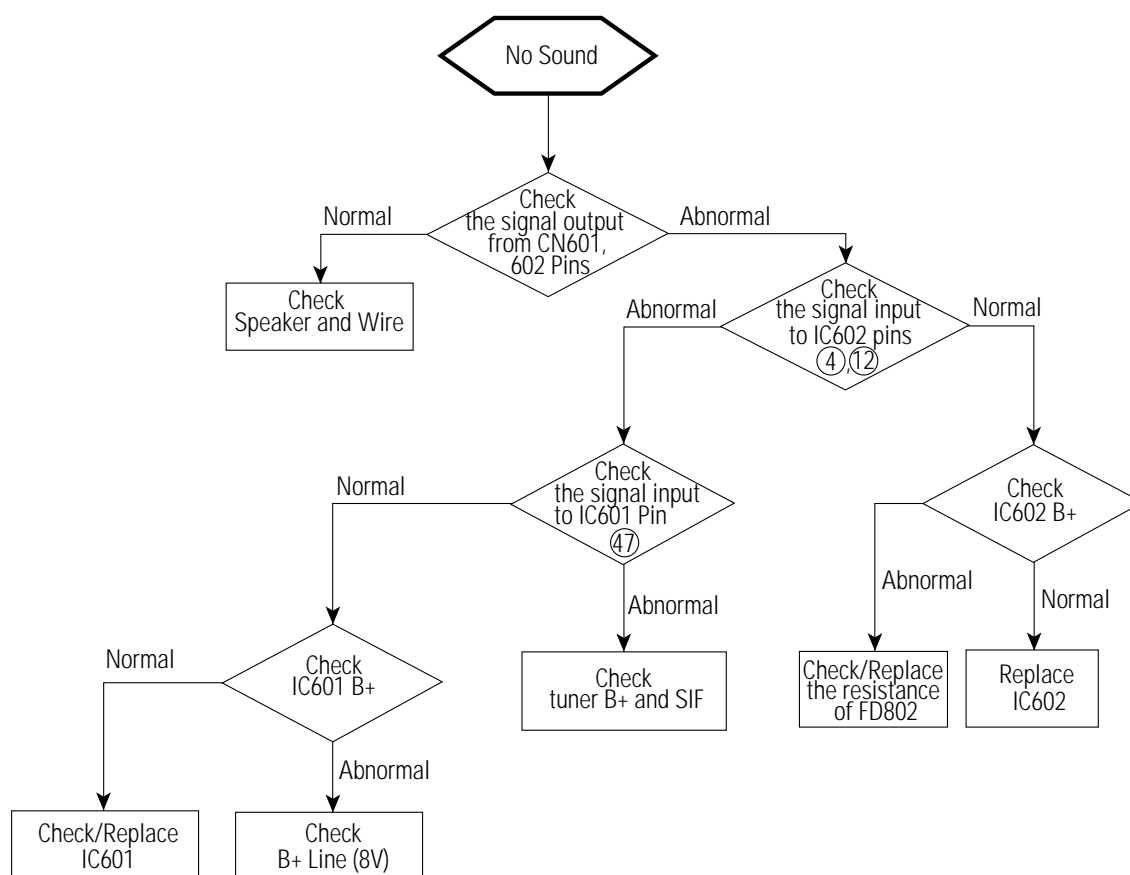 No Sound
Check
the signal output
from CN601,
602 Pins
Normal
Abnormal
Check
Speaker and Wire
Check
the signal input
to IC602 pins
4 , 12
Abnormal
Normal
Check
the signal input
to IC601 Pin
47
Normal
Abnormal
Check
IC602 B+
Abnormal
Normal
Check
IC601 B+
Normal
Abnormal
Check
tuner B+ and SIF
Check/Replace
the resistance
of FD802
Replace
IC602
Check/Replace
IC601
Check
B+ Line (8V)